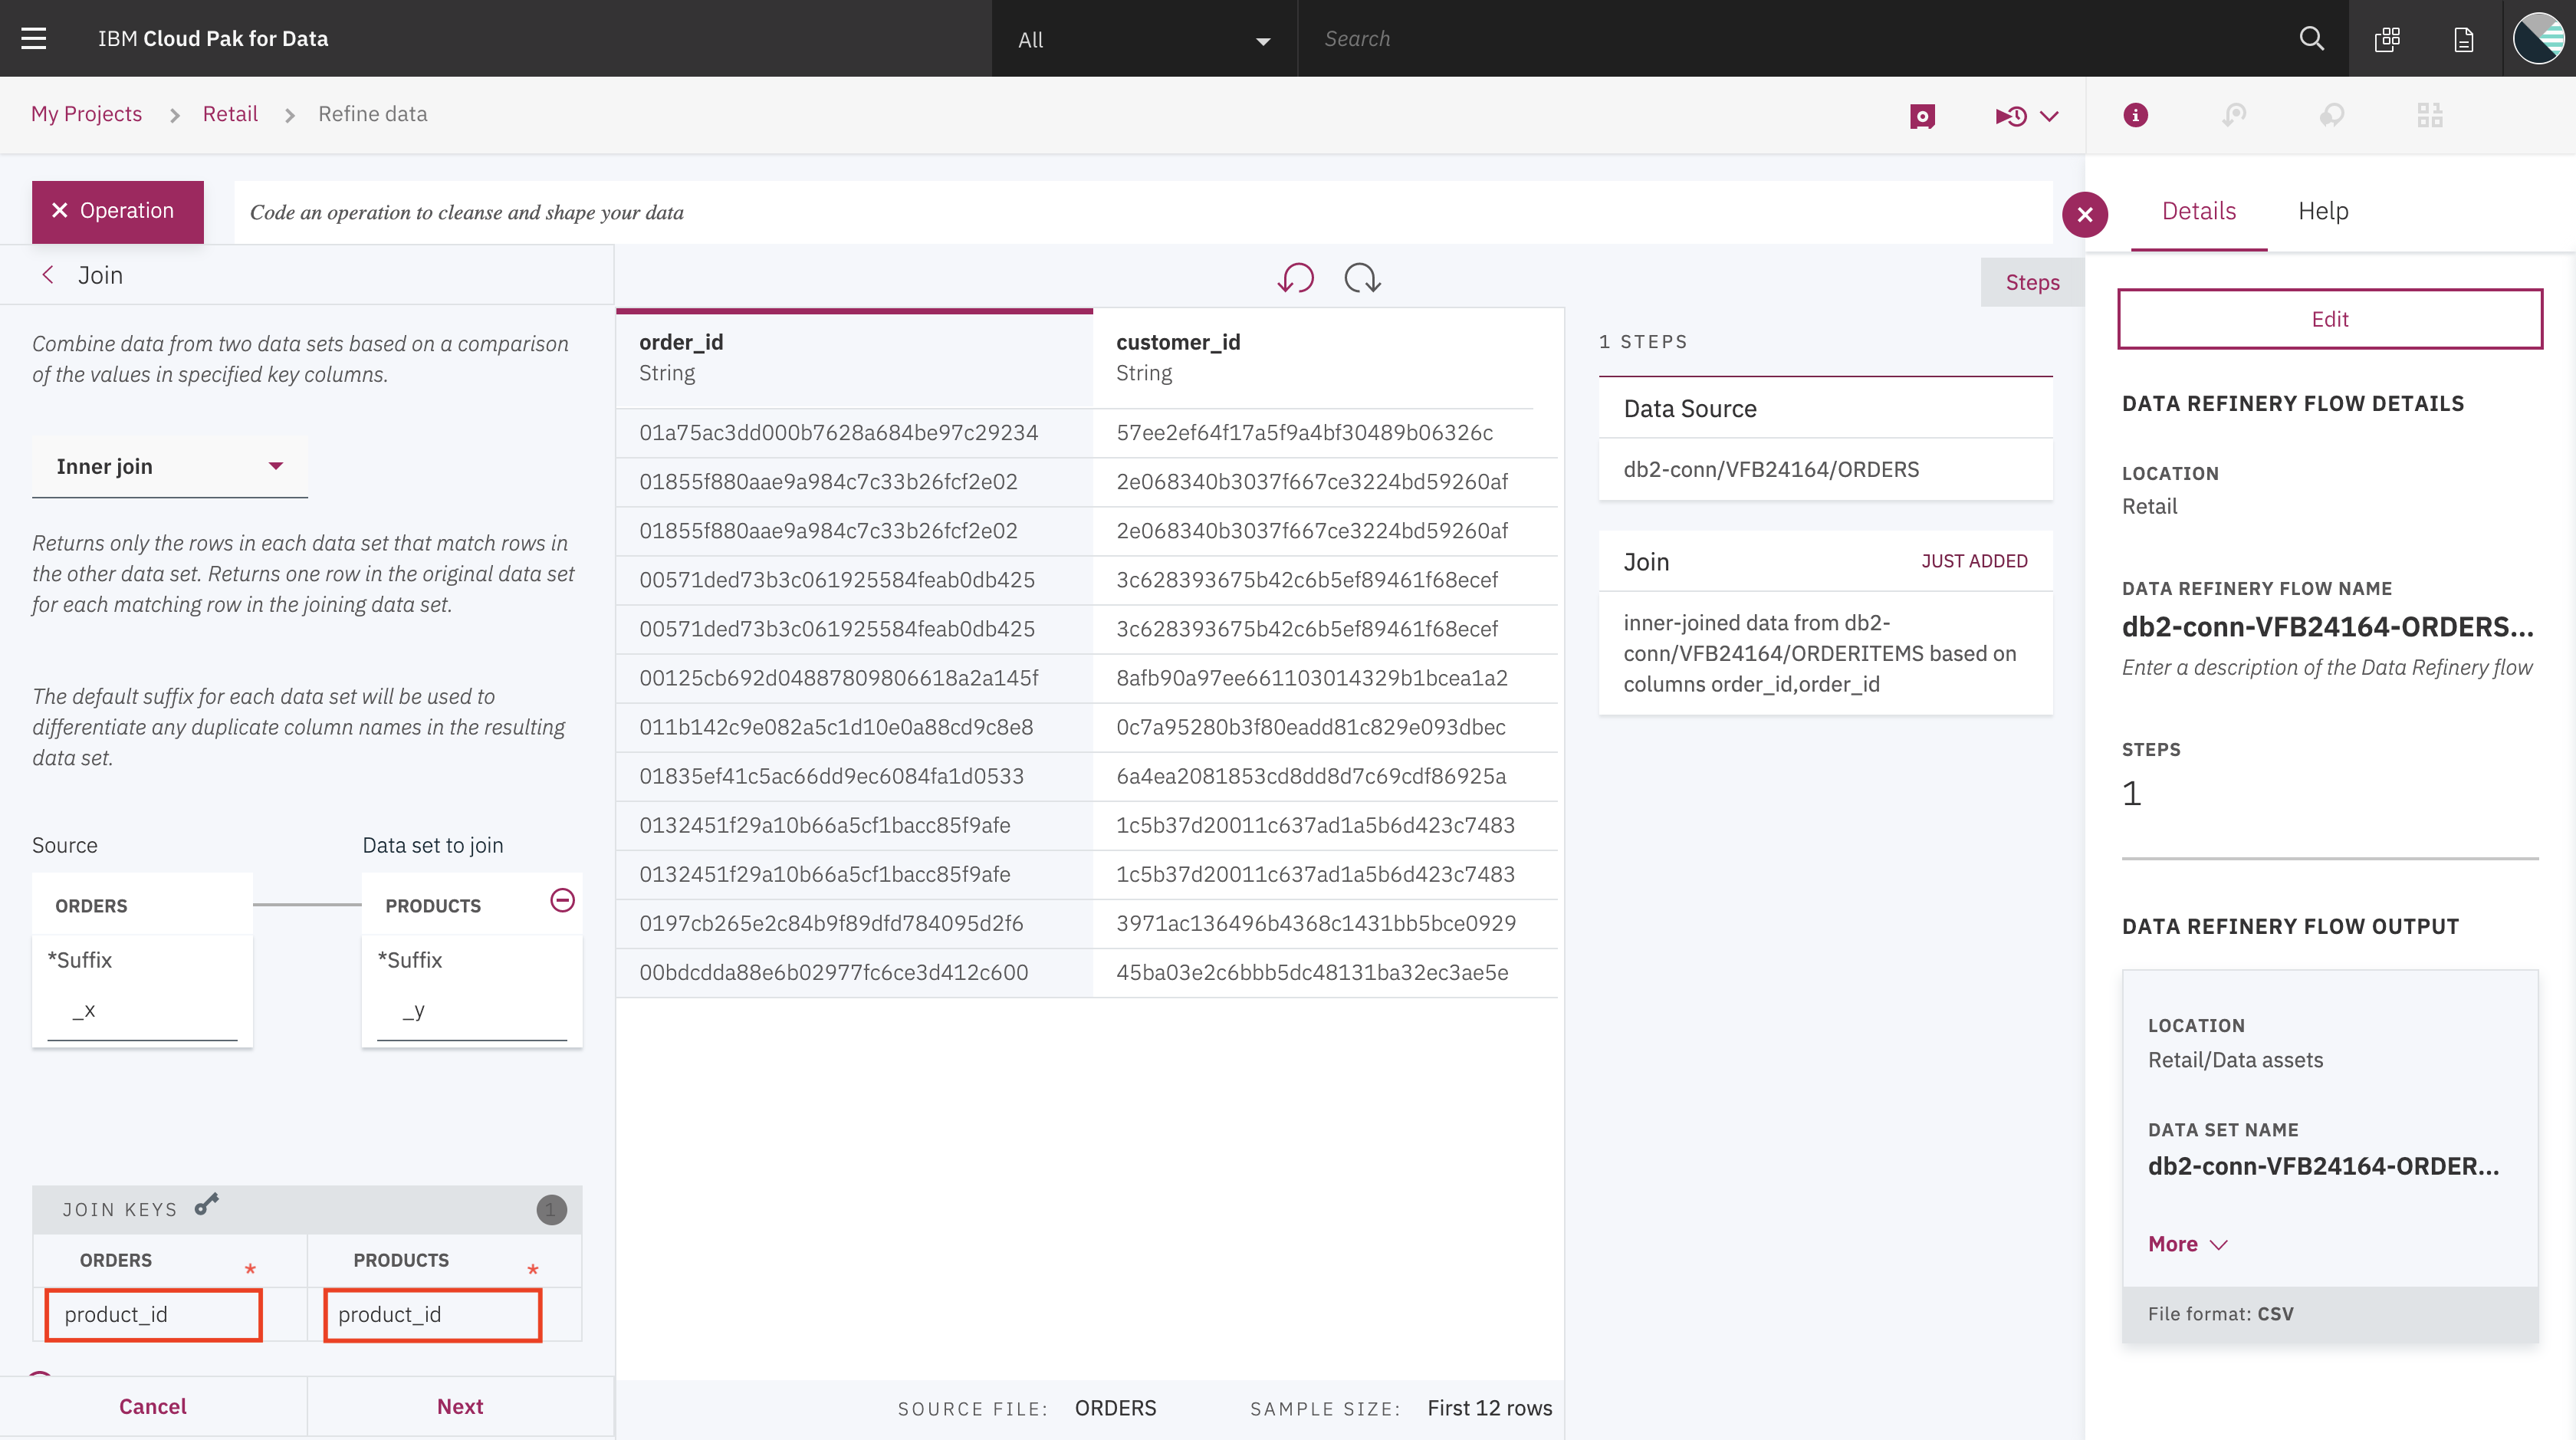 IBM Cloud Pak for Data
All
Search
My Projects
Retail
Refine data
Operation
Code an operation to cleanse and shape your data
Details
Help
Join
Steps
Combine data from two data sets based on a comparison
of the values in specified key columns.
Inner join
Returns only the rows in each data set that match rows in
the other data set. Returns one row in the original data set
for each matching row in the joining data set.
The default suffix for each data set will be used to
differentiate any duplicate column names in the resulting
data set.
Source
Data set to join
ORDERS
PRODUCTS
*Suffix
*Suffix
_x
_y
JOIN KEYS
1
ORDERS *
PRODUCTS *
product_id
product_id
Cancel
Next
order_id
customer_id
String
String
01a75ac3dd000b7628a684be97c29234 57ee2ef64f17a5f9a4bf30489b06326c
01855f880aae9a984c7c33b26fcf2e02 2e068340b3037f667ce3224bd59260af
01855f880aae9a984c7c33b26fcf2e02 2e068340b3037f667ce3224bd59260af
00571ded73b3c061925584feab0db425 3c628393675b42c6b5ef89461f68ecef
00571ded73b3c061925584feab0db425 3c628393675b42c6b5ef89461f68ecef
00125cb692d04887809806618a2a145f 8afb90a97ee661103014329b1bcea1a2
011b142c9e082a5c1d10e0a88cd9c8e8 0c7a95280b3f80eadd81c829e093dbec
01835ef41c5ac66dd9ec6084fa1d0533 6a4ea2081853cd8dd8d7c69cdf86925a
0132451f29a10b66a5cf1bacc85f9afe 1c5b37d20011c637ad1a5b6d423c7483
0132451f29a10b66a5cf1bacc85f9afe 1c5b37d20011c637ad1a5b6d423c7483
0197cb265e2c84b9f89dfd784095d2f6 3971ac136496b4368c1431bb5bce0929
00bdcdda88e6b02977fc6ce3d412c600 45ba03e2c6bbb5dc48131ba32ec3ae5e
SOURCE FILE: ORDERS
SAMPLE SIZE: First 12 rows
1 STEPS
Data Source
db2-conn/VFB24164/ORDERS
Join
JUST ADDED
inner-joined data from db2-
conn/VFB24164/ORDERITEMS based on
columns order_id,order_id
Edit
DATA REFINERY FLOW DETAILS
LOCATION
Retail
DATA REFINERY FLOW NAME
db2-conn-VFB24164-ORDERS...
Enter a description of the Data Refinery flow
STEPS
1
DATA REFINERY FLOW OUTPUT
LOCATION
Retail/Data assets
DATA SET NAME
db2-conn-VFB24164-ORDER...
More
File format: CSV